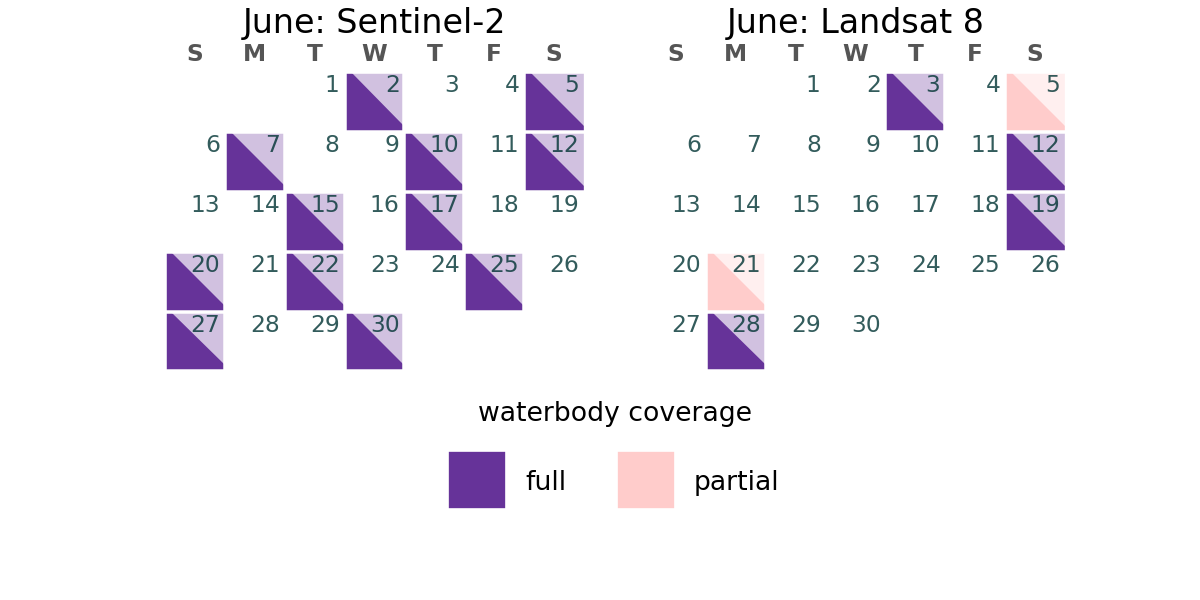 June: Sentinel-2
S M T W T F S
1 2 3 4 5
6 7 8 9 10 11 12
13 14 15 16 17 18 19
20 21 22 23 24 25 26
27 28 29 30
June: Landsat 8
S M T W T F S
1 2 3 4 5
6 7 8 9 10 11 12
13 14 15 16 17 18 19
20 21 22 23 24 25 26
27 28 29 30
waterbody coverage
full
partial